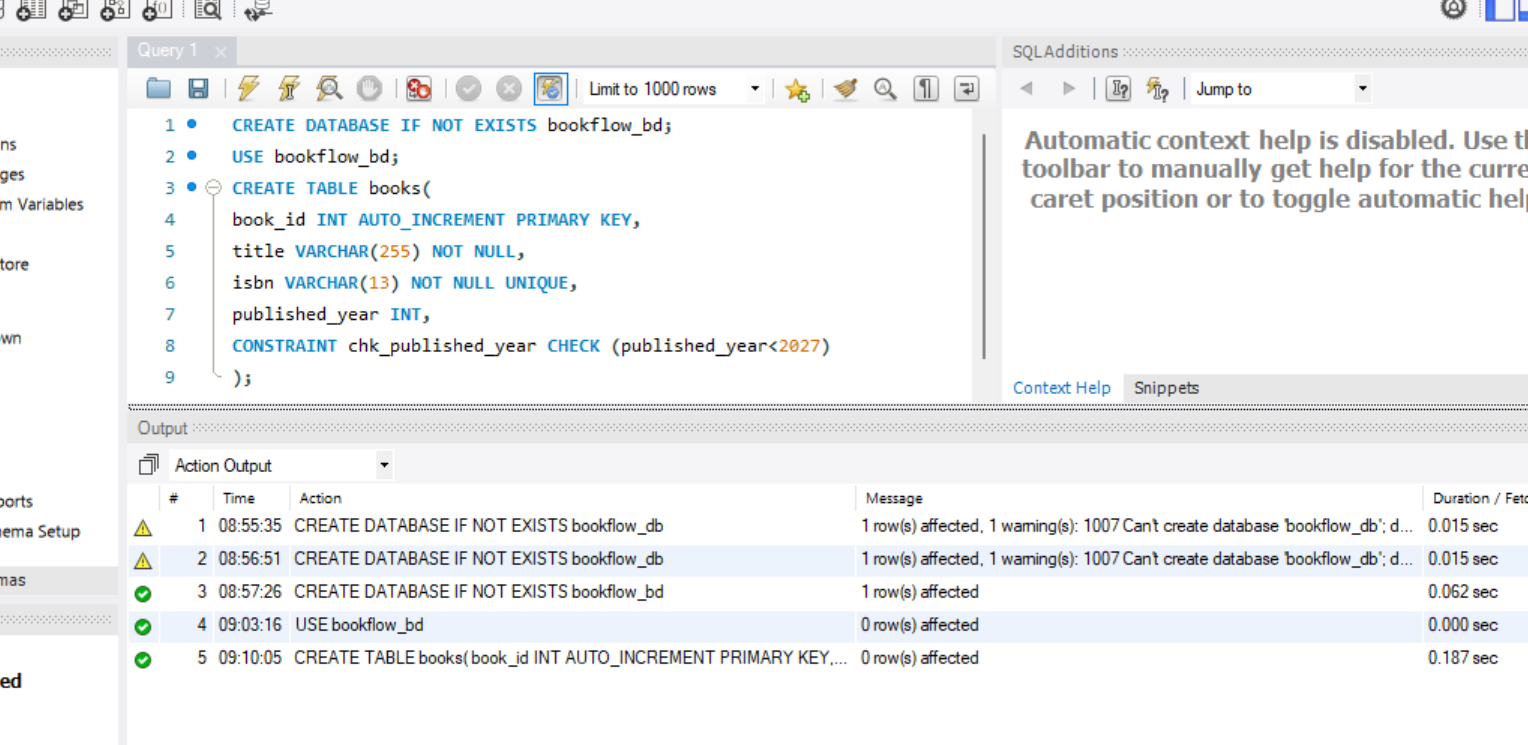 Query 1
SQLAdditions
Limit to 1000 rows
Jump to
1 CREATE DATABASE IF NOT EXISTS bookflow_bd;
2 USE bookflow_bd;
3 CREATE TABLE books(
4 book_id INT AUTO_INCREMENT PRIMARY KEY,
5 title VARCHAR(255) NOT NULL,
6 isbn VARCHAR(13) NOT NULL UNIQUE,
7 published_year INT,
8 CONSTRAINT chk_published_year CHECK (published_year<2027)
9 );
Automatic context help is disabled. Use th
toolbar to manually get help for the curre
caret position or to toggle automatic help
Context Help Snippets
ns
ges
m Variables
tore
own
ports
ema Setup
mas
ed
Output
Action Output
# Time Action Message Duration / Fetc
1 08:55:35 CREATE DATABASE IF NOT EXISTS bookflow_db 1 row(s) affected, 1 warning(s): 1007 Can't create database 'bookflow_db'; d... 0.015 sec
2 08:56:51 CREATE DATABASE IF NOT EXISTS bookflow_db 1 row(s) affected, 1 warning(s): 1007 Can't create database 'bookflow_db'; d... 0.015 sec
3 08:57:26 CREATE DATABASE IF NOT EXISTS bookflow_bd 1 row(s) affected 0.062 sec
4 09:03:16 USE bookflow_bd 0 row(s) affected 0.000 sec
5 09:10:05 CREATE TABLE books( book_id INT AUTO_INCREMENT PRIMARY KEY,... 0 row(s) affected 0.187 sec